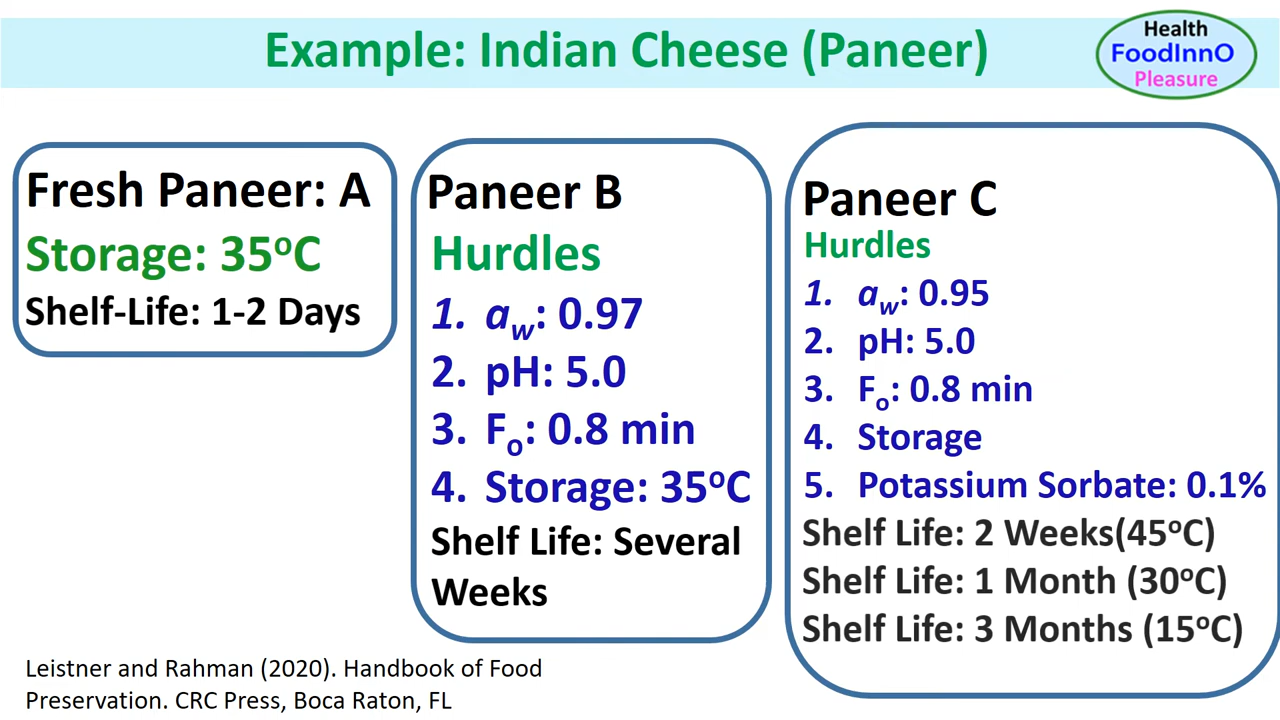 Example: Indian Cheese (Paneer)
Health
FoodInnO
Pleasure
Fresh Paneer: A
Storage: 35°C
Shelf-Life: 1-2 Days
Paneer B
Hurdles
1. aw: 0.97
2. pH: 5.0
3. Fo: 0.8 min
4. Storage: 35°C
Shelf Life: Several
Weeks
Paneer C
Hurdles
1. aw: 0.95
2. pH: 5.0
3. Fo: 0.8 min
4. Storage
5. Potassium Sorbate: 0.1%
Shelf Life: 2 Weeks(45°C)
Shelf Life: 1 Month (30°C)
Shelf Life: 3 Months (15°C)
Leistner and Rahman (2020). Handbook of Food
Preservation. CRC Press, Boca Raton, FL